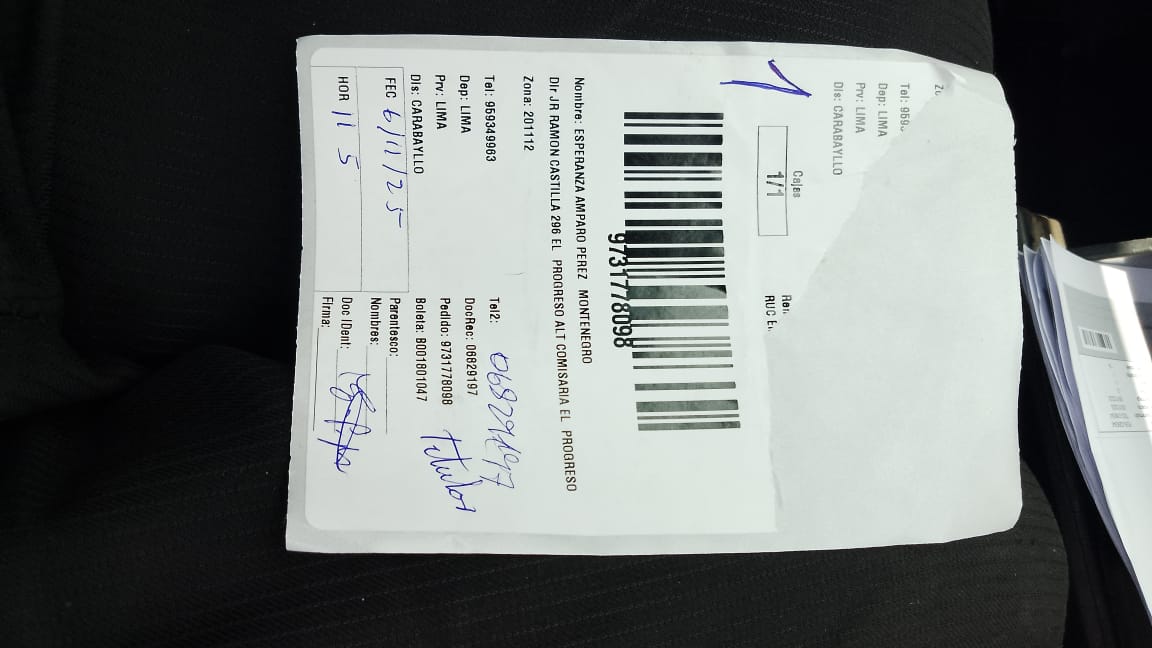 Tel: 959
Dep: LIMA
Prv: LIMA
Dis: CARABAYLLO
Cajas
1/1
RUC
1
9731778098
Nombre: ESPERANZA AMPARO PEREZ MONTENEGRO
Dir JR RAMON CASTILLA 296 EL PROGRESO ALT COMISARIA EL PROGRESO
Zona: 201112
Tel: 959349963 Tel2:
06829197
Dep: LIMA DocRec: 06829197
Prv: LIMA Pedido: 9731778098
Titular
Dis: CARABAYLLO Boleta: B001801047
FEC 6/11/25 Parentesco:
Nombres:
HOR 11 5 Doc IDent:
Firma: